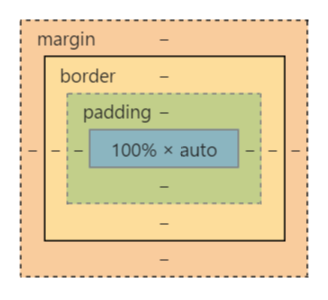 margin –
border –
padding –
– – – 100% × auto – – –
–
–
–